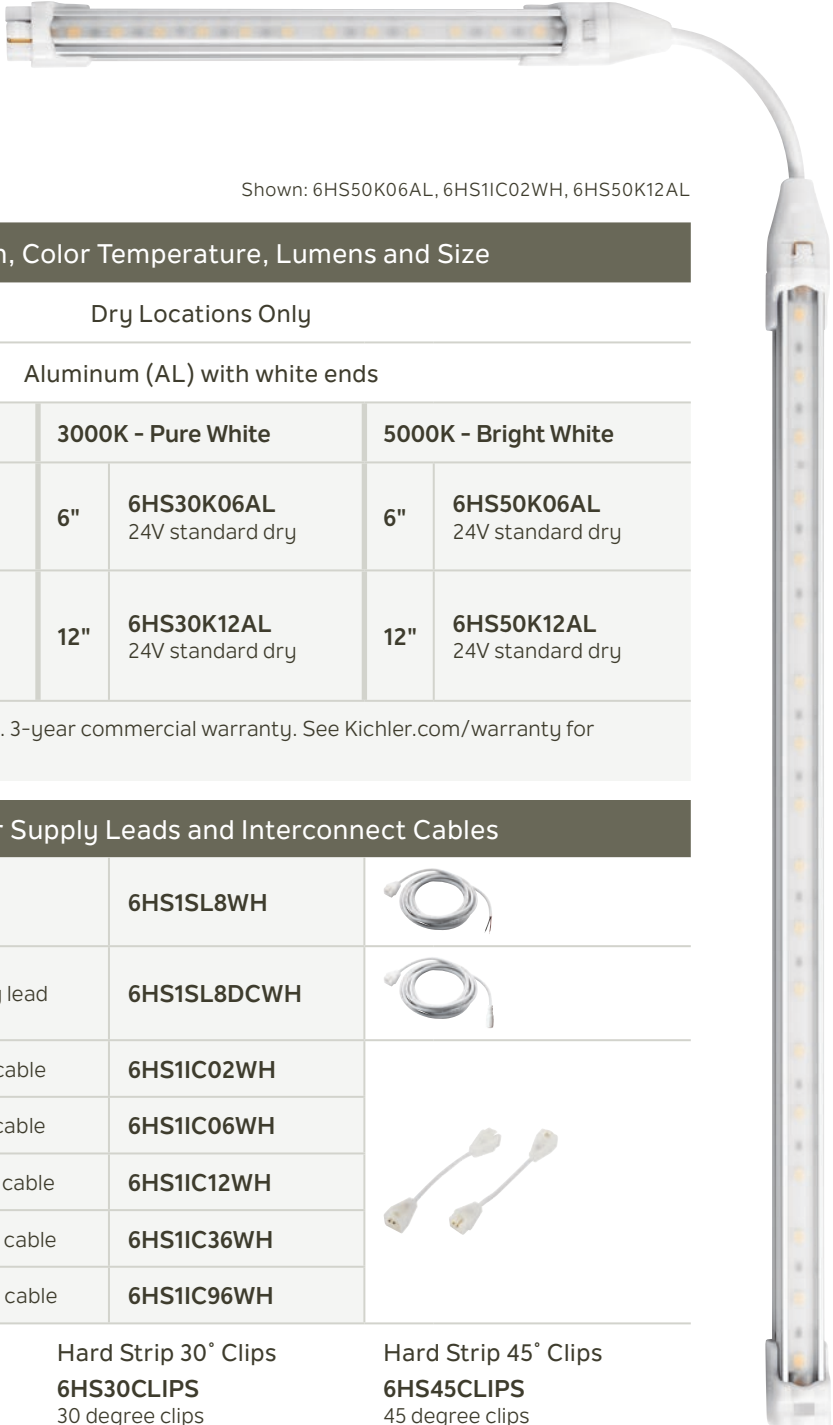 Shown: 6HS50K06AL, 6HS1IC02WH, 6HS50K12AL
, Color Temperature, Lumens and Size
Dry Locations Only
Aluminum (AL) with white ends
3000K - Pure White
5000K - Bright White
6"
6HS30K06AL
24V standard dry
6"
6HS50K06AL
24V standard dry
12"
6HS30K12AL
24V standard dry
12"
6HS50K12AL
24V standard dry
. 3-year commercial warranty. See Kichler.com/warranty for
Supply Leads and Interconnect Cables
6HS1SL8WH
lead
6HS1SL8DCWH
cable
6HS1IC02WH
cable
6HS1IC06WH
cable
6HS1IC12WH
cable
6HS1IC36WH
cable
6HS1IC96WH
Hard Strip 30˚ Clips
6HS30CLIPS
30 degree clips
Hard Strip 45˚ Clips
6HS45CLIPS
45 degree clips